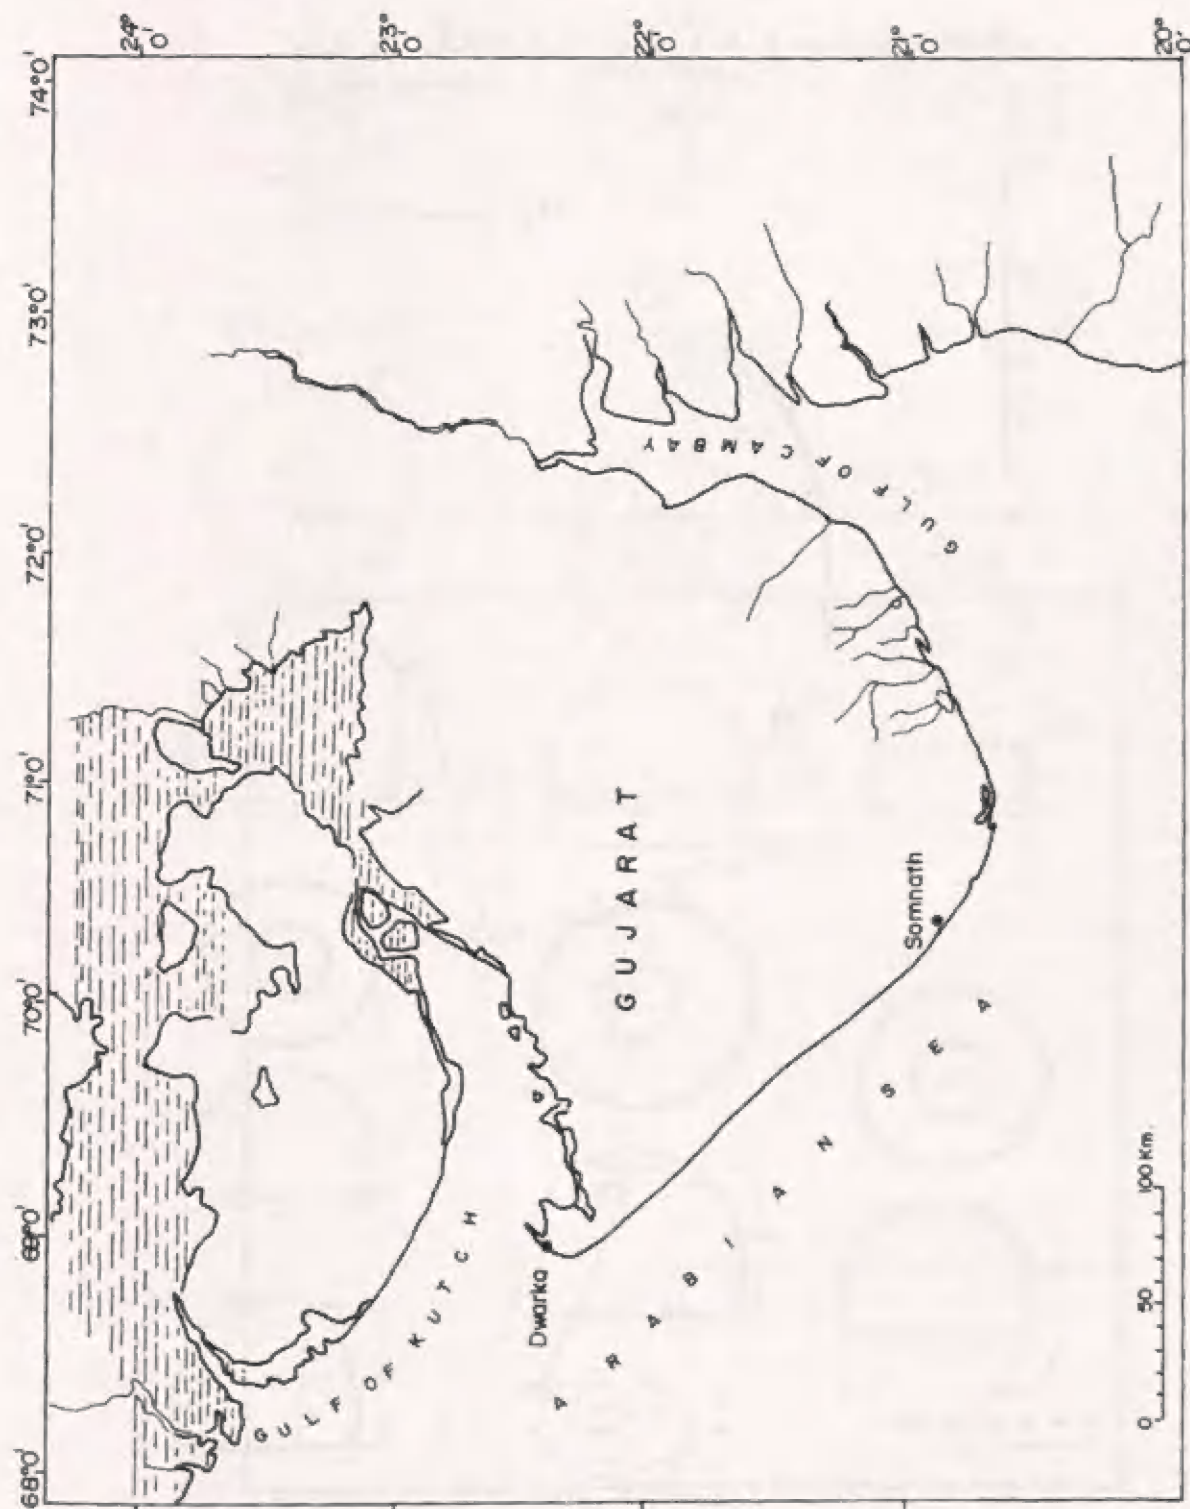 24° 0'
23° 0'
22° 0'
21° 0'
20° 0'
74° 0'
73° 0'
72° 0'
71° 0'
70° 0'
69° 0'
68° 0'
GULF OF CAMBAY
GUJARAT
Somnath
Dwarka
GULF OF KUTCH
ARABIAN SEA
0 50 100 Km.